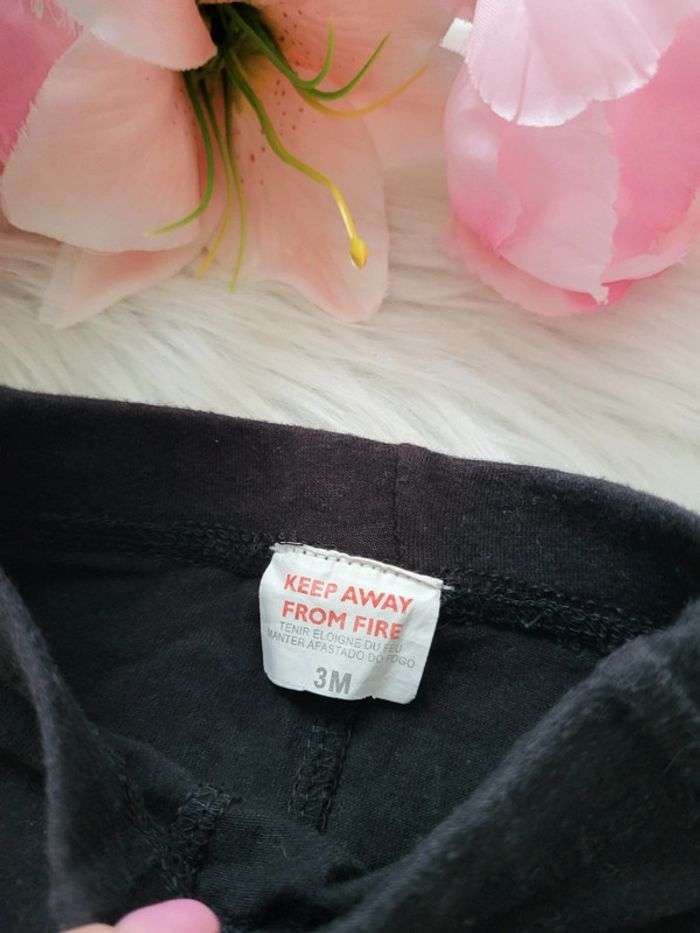 KEEP AWAY
FROM FIRE
TENIR ELOIGNE DU FEU
MANTER AFASTADO DO FOGO
3M